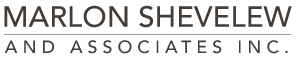 MARLON SHEVELEW
AND ASSOCIATES INC.